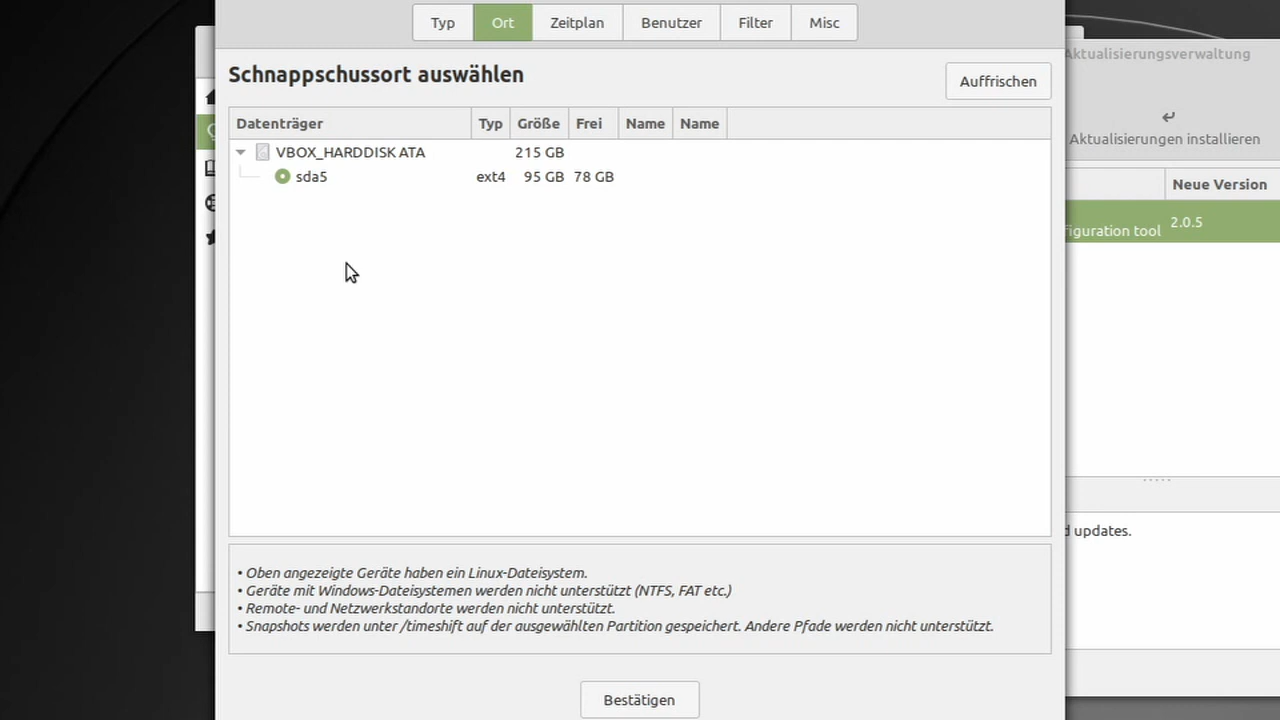 Typ Ort Zeitplan Benutzer Filter Misc
Schnappschussort auswählen
Auffrischen
Datenträger Typ Größe Frei Name Name
VBOX_HARDDISK ATA 215 GB
sda5 ext4 95 GB 78 GB
• Oben angezeigte Geräte haben ein Linux-Dateisystem.
• Geräte mit Windows-Dateisystemen werden nicht unterstützt (NTFS, FAT etc.)
• Remote- und Netzwerkstandorte werden nicht unterstützt.
• Snapshots werden unter /timeshift auf der ausgewählten Partition gespeichert. Andere Pfade werden nicht unterstützt.
Bestätigen
Aktualisierungsverwaltung
Aktualisierungen installieren
Neue Version
figuration tool 2.0.5
d updates.